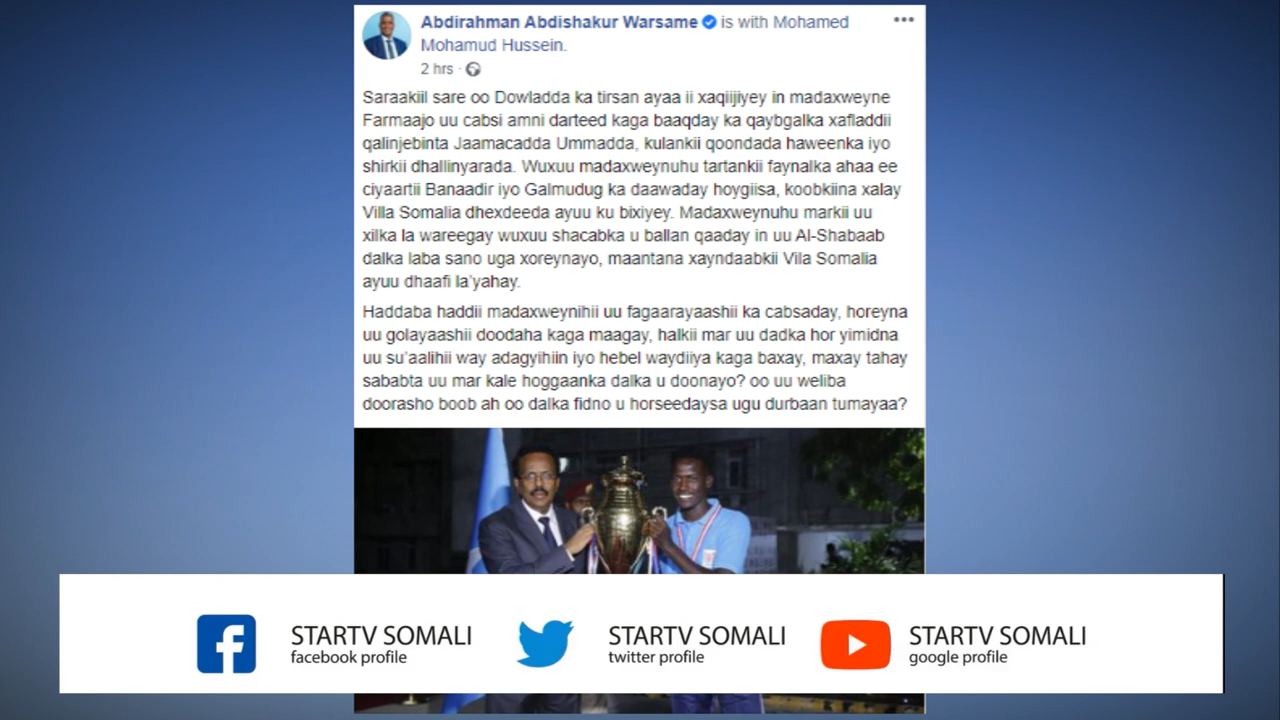 Abdirahman Abdishakur Warsame is with Mohamed
Mohamud Hussein.
2 hrs ·
Saraakiil sare oo Dowladda ka tirsan ayaa ii xaqiijiyey in madaxweyne
Farmaajo uu cabsi amni darteed kaga baaqday ka qaybgalka xafladdii
qalinjebinta Jaamacadda Ummadda, kulankii qoondada haweenka iyo
shirkii dhallinyarada. Wuxuu madaxweynuhu tartankii faynalka ahaa ee
ciyaartii Banaadir iyo Galmudug ka daawaday hoygiisa, koobkiina xalay
Villa Somalia dhexdeeda ayuu ku bixiyey. Madaxweynuhu markii uu
xilka la wareegay wuxuu shacabka u ballan qaaday in uu Al-Shabaab
dalka laba sano uga xoreynayo, maantana xayndaabkii Vila Somalia
ayuu dhaafi la'yahay.
Haddaba haddii madaxweynihii uu fagaarayaashii ka cabsaday, horeyna
uu golayaashii doodaha kaga maagay, halkii mar uu dadka hor yimidna
uu su'aalihii way adagyihiin iyo hebel waydiiya kaga baxay, maxay tahay
sababta uu mar kale hoggaanka dalka u doonayo? oo uu weliba
doorasho boob ah oo dalka fidno u horseedaysa ugu durbaan tumayaa?
STARTV SOMALI
facebook profile
STARTV SOMALI
twitter profile
STARTV SOMALI
google profile